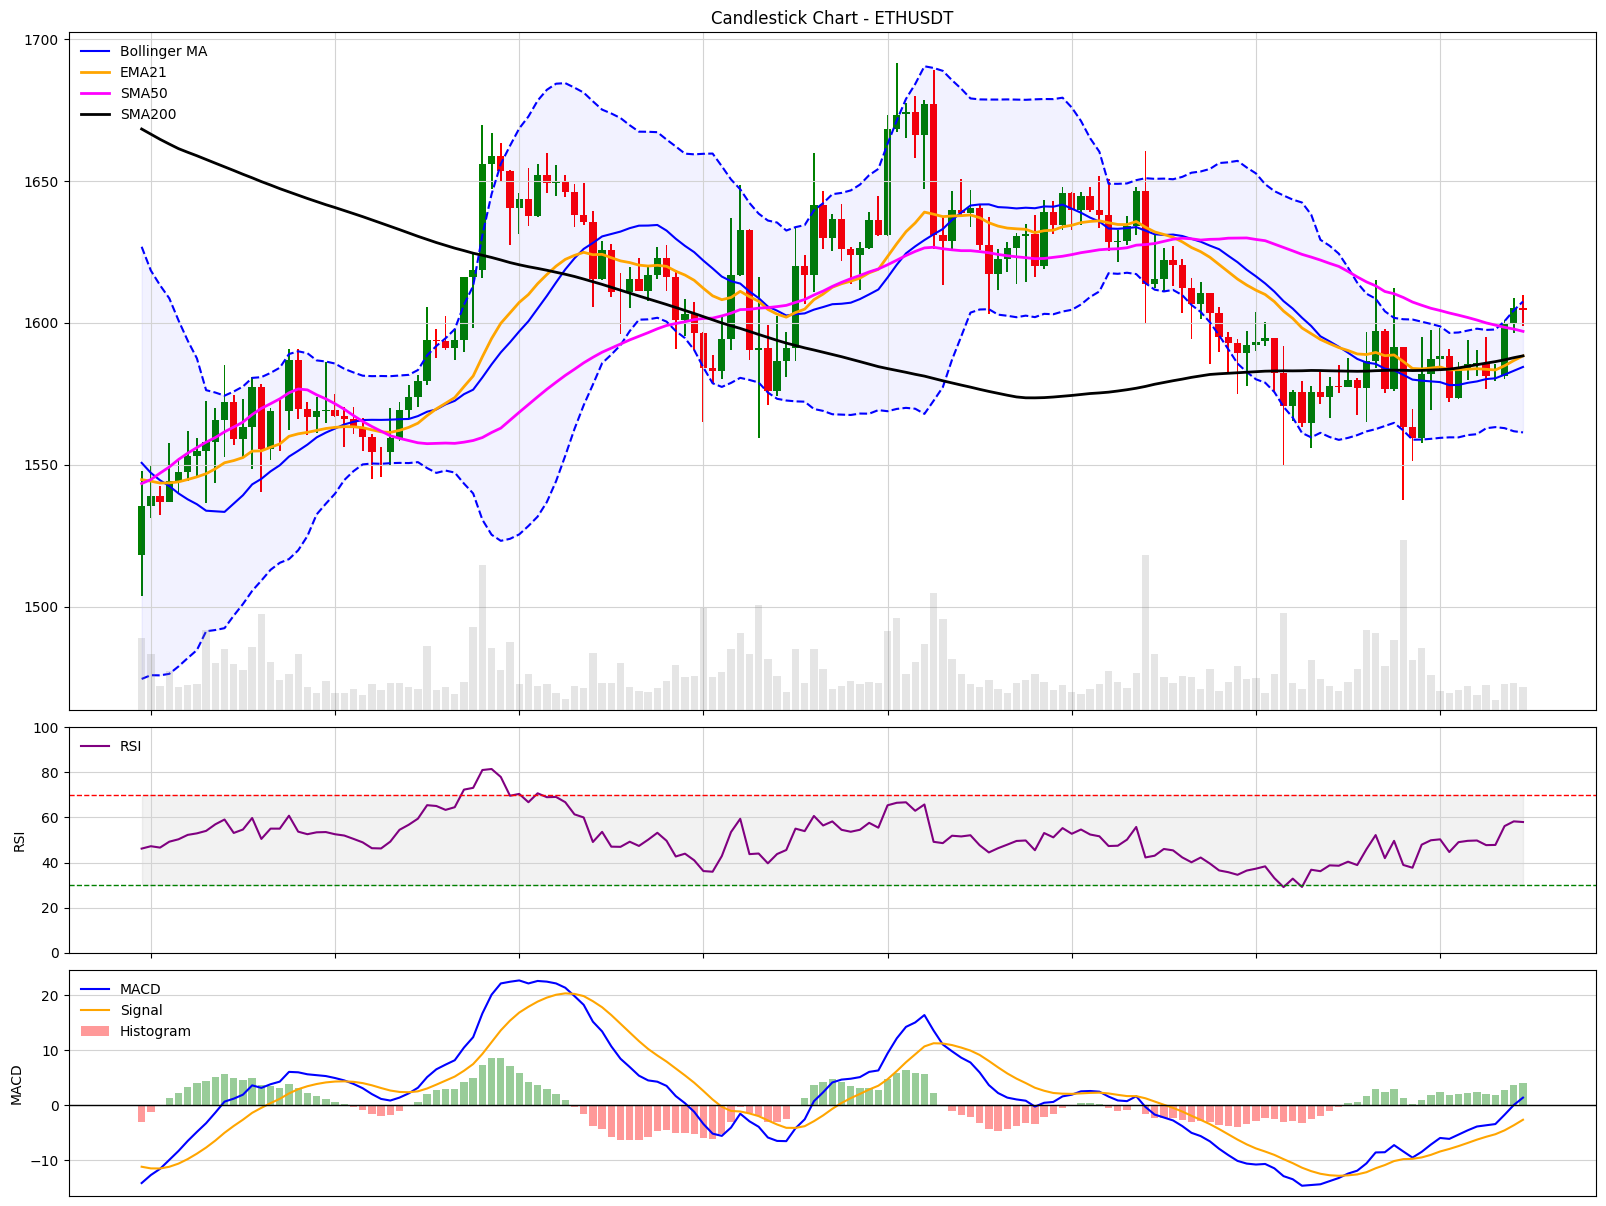 Candlestick Chart - ETHUSDT
1700
1650
1600
1550
1500
Bollinger MA
EMA21
SMA50
SMA200
RSI
100
80
60
40
20
0
RSI
MACD
20
10
0
−10
MACD
Signal
Histogram